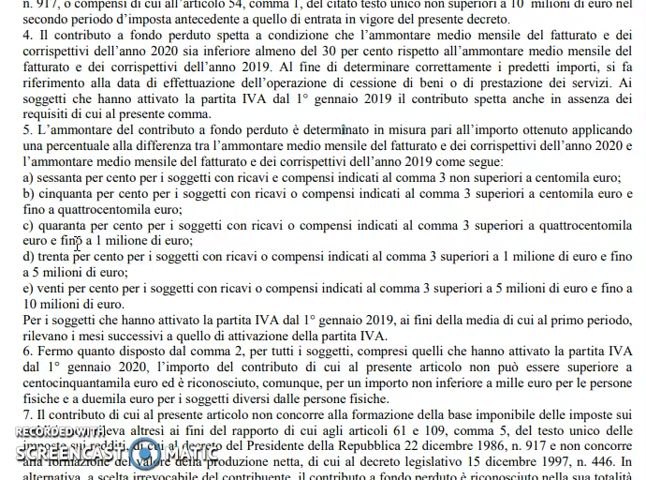 n. 917, o compensi di cui all'articolo 54, comma 1, del citato testo unico non superiori a 10 milioni di euro nel
secondo periodo d'imposta antecedente a quello di entrata in vigore del presente decreto.
4. Il contributo a fondo perduto spetta a condizione che l'ammontare medio mensile del fatturato e dei
corrispettivi dell'anno 2020 sia inferiore almeno del 30 per cento rispetto all'ammontare medio mensile del
fatturato e dei corrispettivi dell'anno 2019. Al fine di determinare correttamente i predetti importi, si fa
riferimento alla data di effettuazione dell'operazione di cessione di beni o di prestazione dei servizi. Ai
soggetti che hanno attivato la partita IVA dal 1° gennaio 2019 il contributo spetta anche in assenza dei
requisiti di cui al presente comma.
5. L'ammontare del contributo a fondo perduto è determinato in misura pari all'importo ottenuto applicando
una percentuale alla differenza tra l'ammontare medio mensile del fatturato e dei corrispettivi dell'anno 2020 e
l'ammontare medio mensile del fatturato e dei corrispettivi dell'anno 2019 come segue:
a) sessanta per cento per i soggetti con ricavi e compensi indicati al comma 3 non superiori a centomila euro;
b) cinquanta per cento per i soggetti con ricavi o compensi indicati al comma 3 superiori a centomila euro e
fino a quattrocentomila euro;
c) quaranta per cento per i soggetti con ricavi o compensi indicati al comma 3 superiori a quattrocentomila
euro e fino a 1 milione di euro;
d) trenta per cento per i soggetti con ricavi o compensi indicati al comma 3 superiori a 1 milione di euro e fino
a 5 milioni di euro;
e) venti per cento per i soggetti con ricavi o compensi indicati al comma 3 superiori a 5 milioni di euro e fino a
10 milioni di euro.
Per i soggetti che hanno attivato la partita IVA dal 1° gennaio 2019, ai fini della media di cui al primo periodo,
rilevano i mesi successivi a quello di attivazione della partita IVA.
6. Fermo quanto disposto dal comma 2, per tutti i soggetti, compresi quelli che hanno attivato la partita IVA
dal 1° gennaio 2020, l'importo del contributo di cui al presente articolo non può essere superiore a
centocinquantamila euro ed è riconosciuto, comunque, per un importo non inferiore a mille euro per le persone
fisiche e a duemila euro per i soggetti diversi dalle persone fisiche.
7. Il contributo di cui al presente articolo non concorre alla formazione della base imponibile delle imposte sui
altresì ai fini del rapporto di cui agli articoli 61 e 109, comma 5, del testo unico delle
RECORDED WITH
imposte sui redditi, di cui al decreto del Presidente della Repubblica 22 dicembre 1986, n. 917 e non concorre
SCREENCAST MATIC
alla formazione del valore della produzione netta, di cui al decreto legislativo 15 dicembre 1997, n. 446. In
alternativa, a scelta irrevocabile del contribuente, il contributo a fondo perduto è riconosciuto nella sua totalità